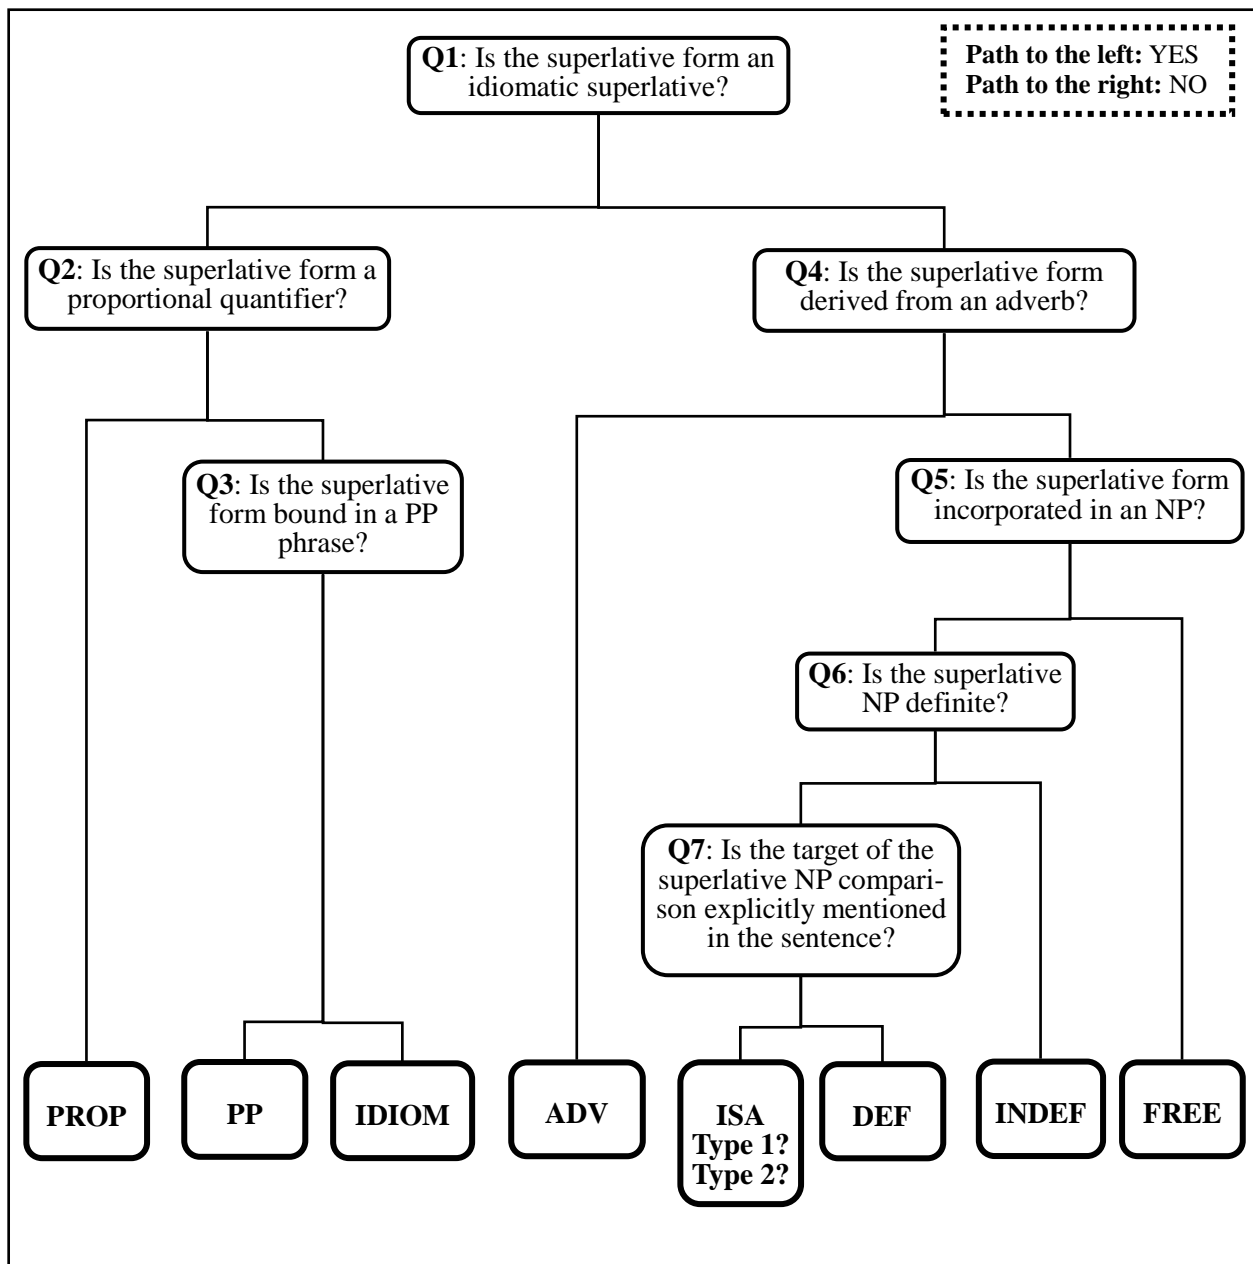 Q1: Is the superlative form an
idiomatic superlative?
Path to the left: YES
Path to the right: NO
Q2: Is the superlative form a
proportional quantifier?
Q4: Is the superlative form
derived from an adverb?
Q3: Is the superlative
form bound in a PP
phrase?
Q5: Is the superlative form
incorporated in an NP?
Q6: Is the superlative
NP definite?
Q7: Is the target of the
superlative NP compari-
son explicitly mentioned
in the sentence?
PROP
PP
IDIOM
ADV
ISA
Type 1?
Type 2?
DEF
INDEF
FREE